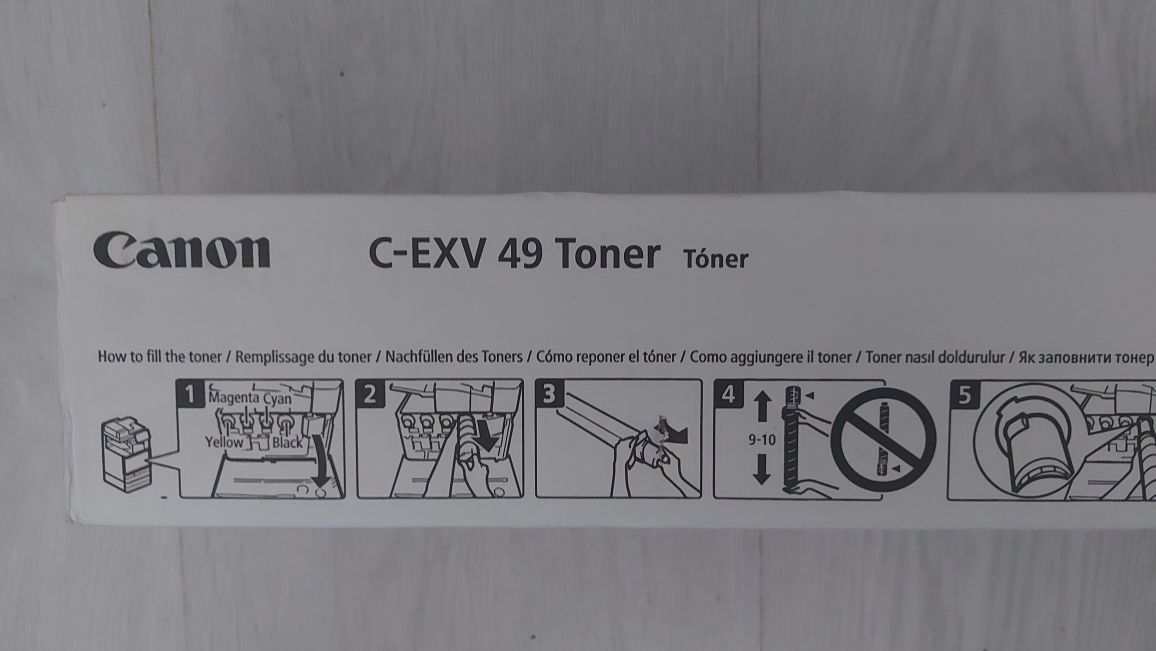 Canon C-EXV 49 Toner Tóner
How to fill the toner / Remplissage du toner / Nachfüllen des Toners / Cómo reponer el tóner / Como aggiungere il toner / Toner nasıl doldurulur / Як заповнити тонер
1 Magenta Cyan
Yellow Black
2
3
4
9-10
5